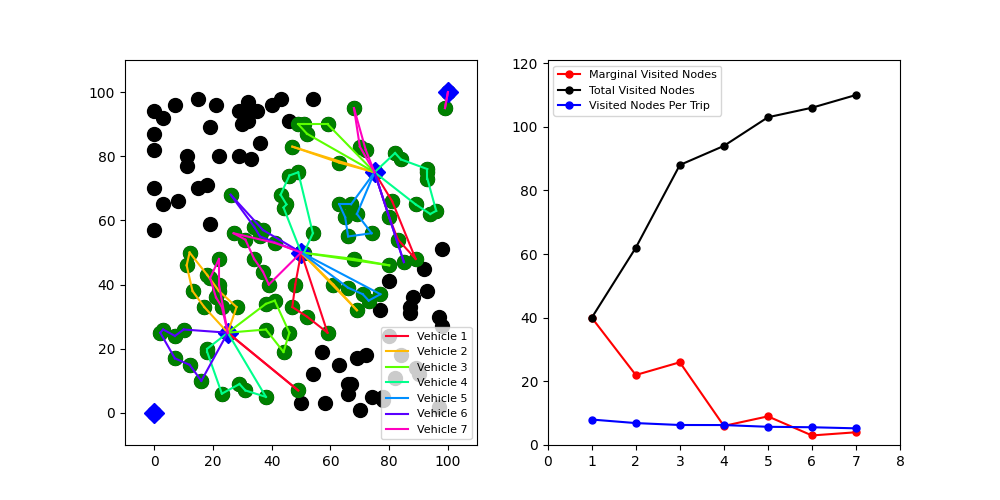 100
80
60
40
20
0
0
20
40
60
80
100
Vehicle 1
Vehicle 2
Vehicle 3
Vehicle 4
Vehicle 5
Vehicle 6
Vehicle 7
120
100
80
60
40
20
0
0
1
2
3
4
5
6
7
8
Marginal Visited Nodes
Total Visited Nodes
Visited Nodes Per Trip